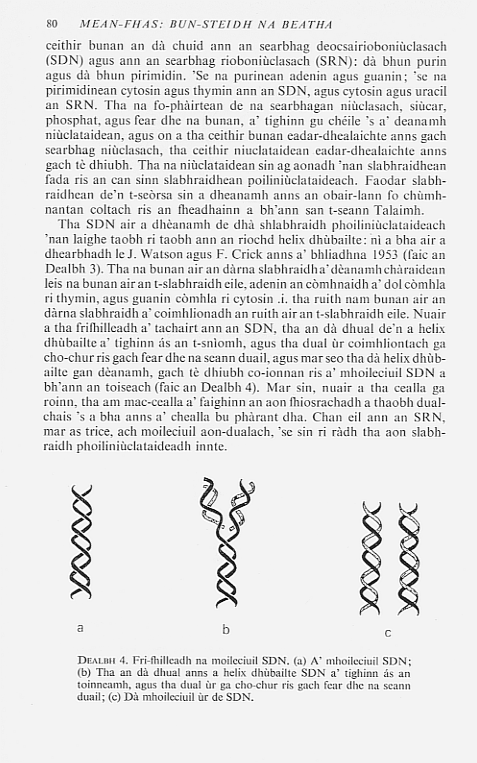 80 MEAN-FHAS: BUN-STEIDH NA BEATHA
ceithir bunan an dà chuid ann an searbhag deocsairioboniùclasach
(SDN) agus ann an searbhag rioboniùclasach (SRN): dà bhun purin
agus dà bhun pirimidin. 'Se na purinean adenin agus guanin; 'se na
pirimidinean cytosin agus thymin ann an SDN, agus cytosin agus uracil
an SRN. Tha na fo-phàirtean de na searbhagan niùclasach, siùcar,
phosphat, agus fear dhe na bunan, a' tighinn gu chéile 's a' deanamh
niùclataidean, agus on a tha ceithir bunan eadar-dhealaichte anns gach
searbhag niùclasach, tha ceithir niuclataidean eadar-dhealaichte anns
gach tè dhiubh. Tha na niùclataidean sin ag aonadh 'nan slabhraidhean
fada ris an can sinn slabhraidhean poiliniùclataideach. Faodar slabh-
raidhean de'n t-seòrsa sin a dheanamh anns an obair-lann fo chùmh-
nantan coltach ris an fheadhainn a bh'ann san t-seann Talaimh.
Tha SDN air a dhèanamh de dhà shlabhraidh phoiliniùclataideach
'nan laighe taobh ri taobh ann an riochd helix dhùbailte: nì a bha air a
dhearbhadh le J. Watson agus F. Crick anns a' bhliadhna 1953 (faic an
Dealbh 3). Tha na bunan air an dàrna slabhraidh a' dèanamh chàraidean
leis na bunan air an t-slabhraidh eile, adenin an còmhnaidh a' dol còmhla
ri thymin, agus guanin còmhla ri cytosin .i. tha ruith nam bunan air an
dàrna slabhraidh a' coimhlionadh an ruith air an t-slabhraidh eile. Nuair
a tha frifhilleadh a' tachairt ann an SDN, tha an dà dhual de'n a helix
dhùbailte a' tighinn ás an t-snìomh, agus tha dual ùr coimhliontach ga
cho-chur ris gach fear dhe na seann duail, agus mar seo tha dà helix dhùb-
ailte gan dèanamh, gach tè dhiubh co-ionnan ris a' mhoileciuil SDN a
bh'ann an toiseach (faic an Dealbh 4). Mar sin, nuair a tha cealla ga
roinn, tha am mac-cealla a' faighinn an aon fhiosrachadh a thaobh dual-
chais 's a bha anns a' chealla bu phàrant dha. Chan eil ann an SRN,
mar as trice, ach moileciuil aon-dualach, 'se sin ri ràdh tha aon slabh-
raidh phoiliniùclataideadh innte.
a b c
DEALBH 4. Fri-fhilleadh na moileciuil SDN. (a) A' mhoileciuil SDN;
(b) Tha an dà dhual anns a helix dhùbailte SDN a' tighinn ás an
toinneamh, agus tha dual ùr ga cho-chur ris gach fear dhe na seann
duail; (c) Dà mhoileciuil ùr de SDN.